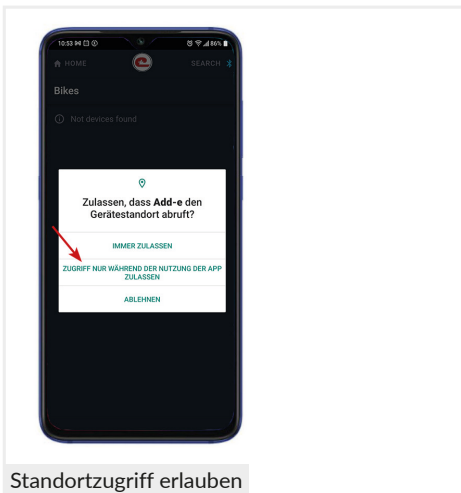 10:53
86%
HOME
SEARCH
Bikes
Not devices found
Zulassen, dass Add-e den
Gerätestandort abruft?
IMMER ZULASSEN
ZUGRIFF NUR WÄHREND DER NUTZUNG DER APP
ZULASSEN
ABLEHNEN
Standortzugriff erlauben